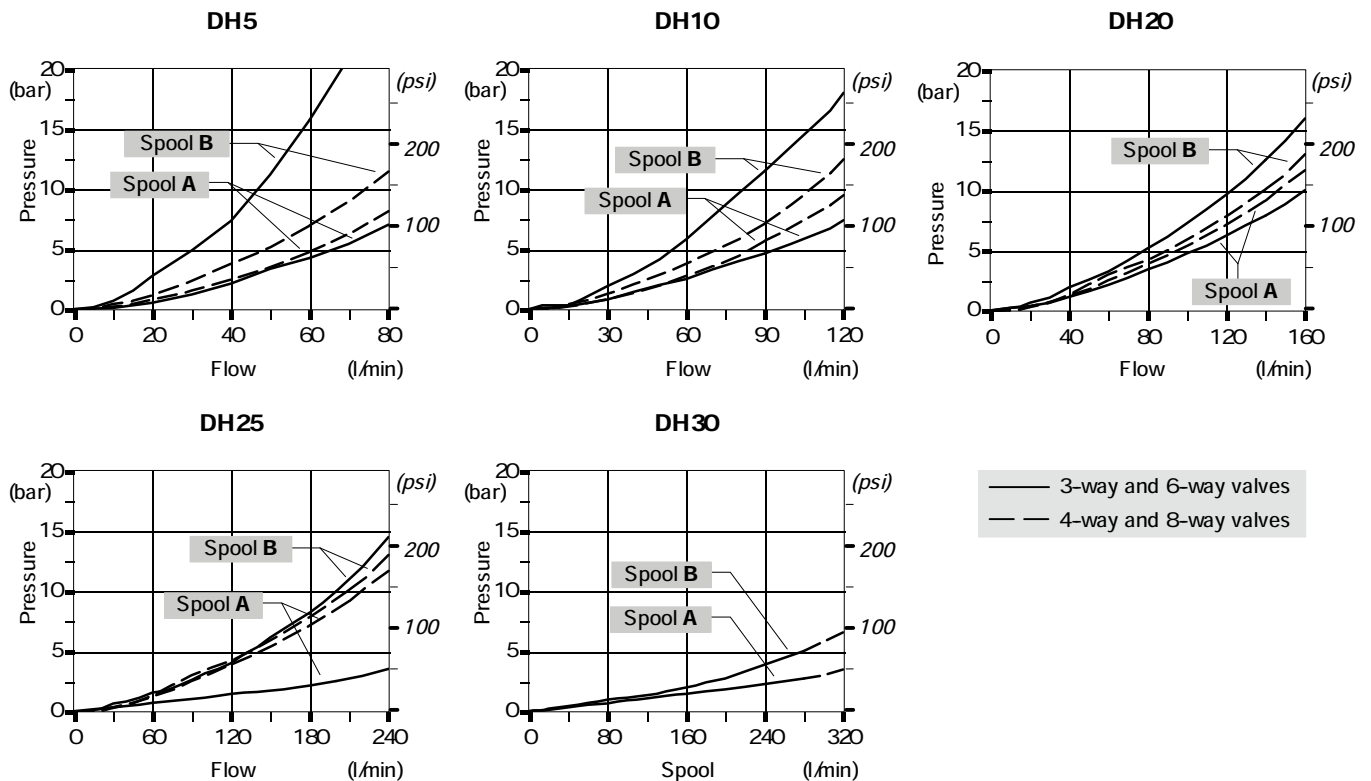 DH5
20
(bar)
15
10
5
0
Pressure
Spool B
Spool A
(psi)
200
100
0
0 20 40 60 80
Flow (l/min)
DH10
20
(bar)
15
10
5
0
Pressure
Spool B
Spool A
(psi)
200
100
0
0 30 60 90 120
Flow (l/min)
DH20
20
(bar)
15
10
5
0
Pressure
Spool B
Spool A
(psi)
200
100
0
0 40 80 120 160
Flow (l/min)
DH25
20
(bar)
15
10
5
0
Pressure
Spool B
Spool A
(psi)
200
100
0
0 60 120 180 240
Flow (l/min)
DH30
20
(bar)
15
10
5
0
Pressure
Spool B
Spool A
(psi)
200
100
0
0 80 160 240 320
Spool (l/min)
3-way and 6-way valves
4-way and 8-way valves